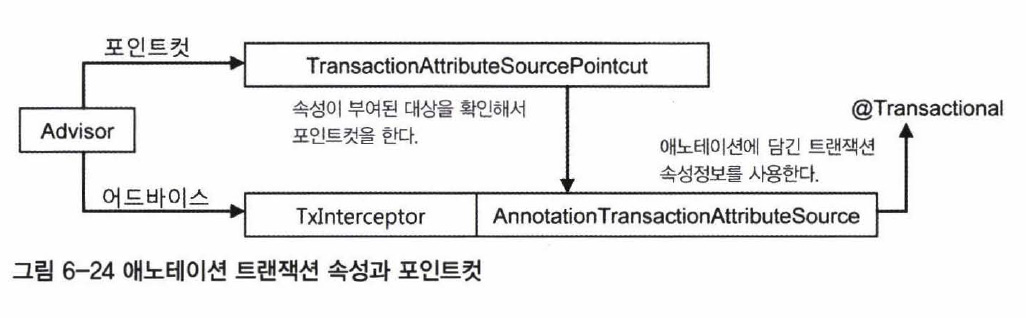 포인트컷
TransactionAttributeSourcePointcut
속성이 부여된 대상을 확인해서
포인트컷을 한다.
@Transactional
Advisor
애노테이션에 담긴 트랜잭션
속성정보를 사용한다.
어드바이스
TxInterceptor
AnnotationTransactionAttributeSource
그림 6-24 애노테이션 트랜잭션 속성과 포인트컷